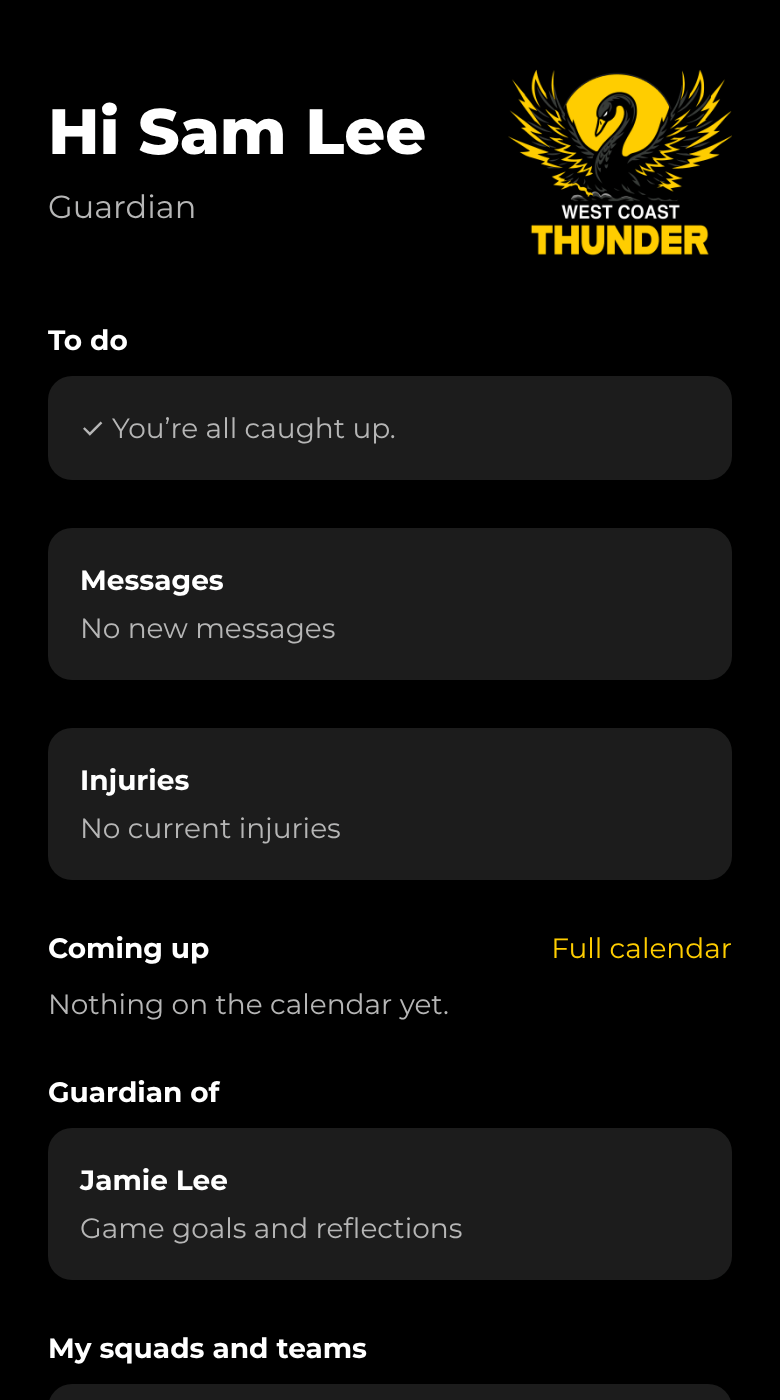 Hi Sam Lee
Guardian
WEST COAST
THUNDER
To do
✓ You’re all caught up.
Messages
No new messages
Injuries
No current injuries
Coming up
Full calendar
Nothing on the calendar yet.
Guardian of
Jamie Lee
Game goals and reflections
My squads and teams